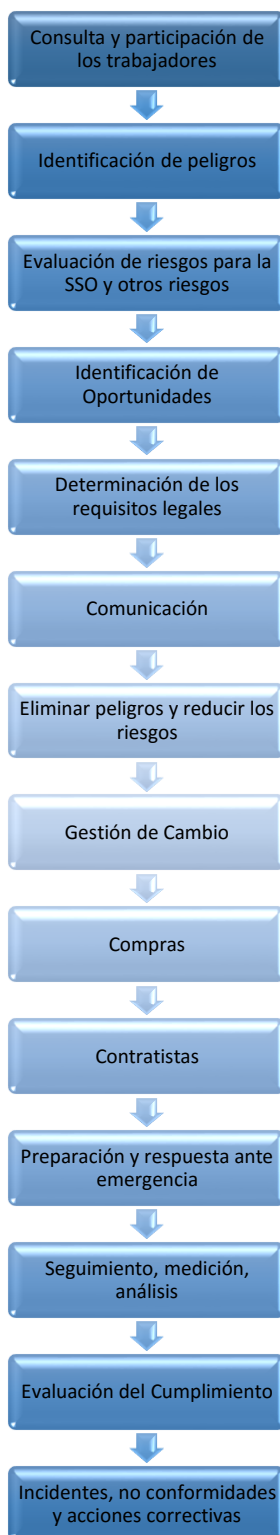 Consulta y participación de
los trabajadores
Identificación de peligros
Evaluación de riesgos para la
SSO y otros riesgos
Identificación de
Oportunidades
Determinación de los
requisitos legales
Comunicación
Eliminar peligros y reducir los
riesgos
Gestión de Cambio
Compras
Contratistas
Preparación y respuesta ante
emergencia
Seguimiento, medición,
análisis
Evaluación del Cumplimiento
Incidentes, no conformidades
y acciones correctivas